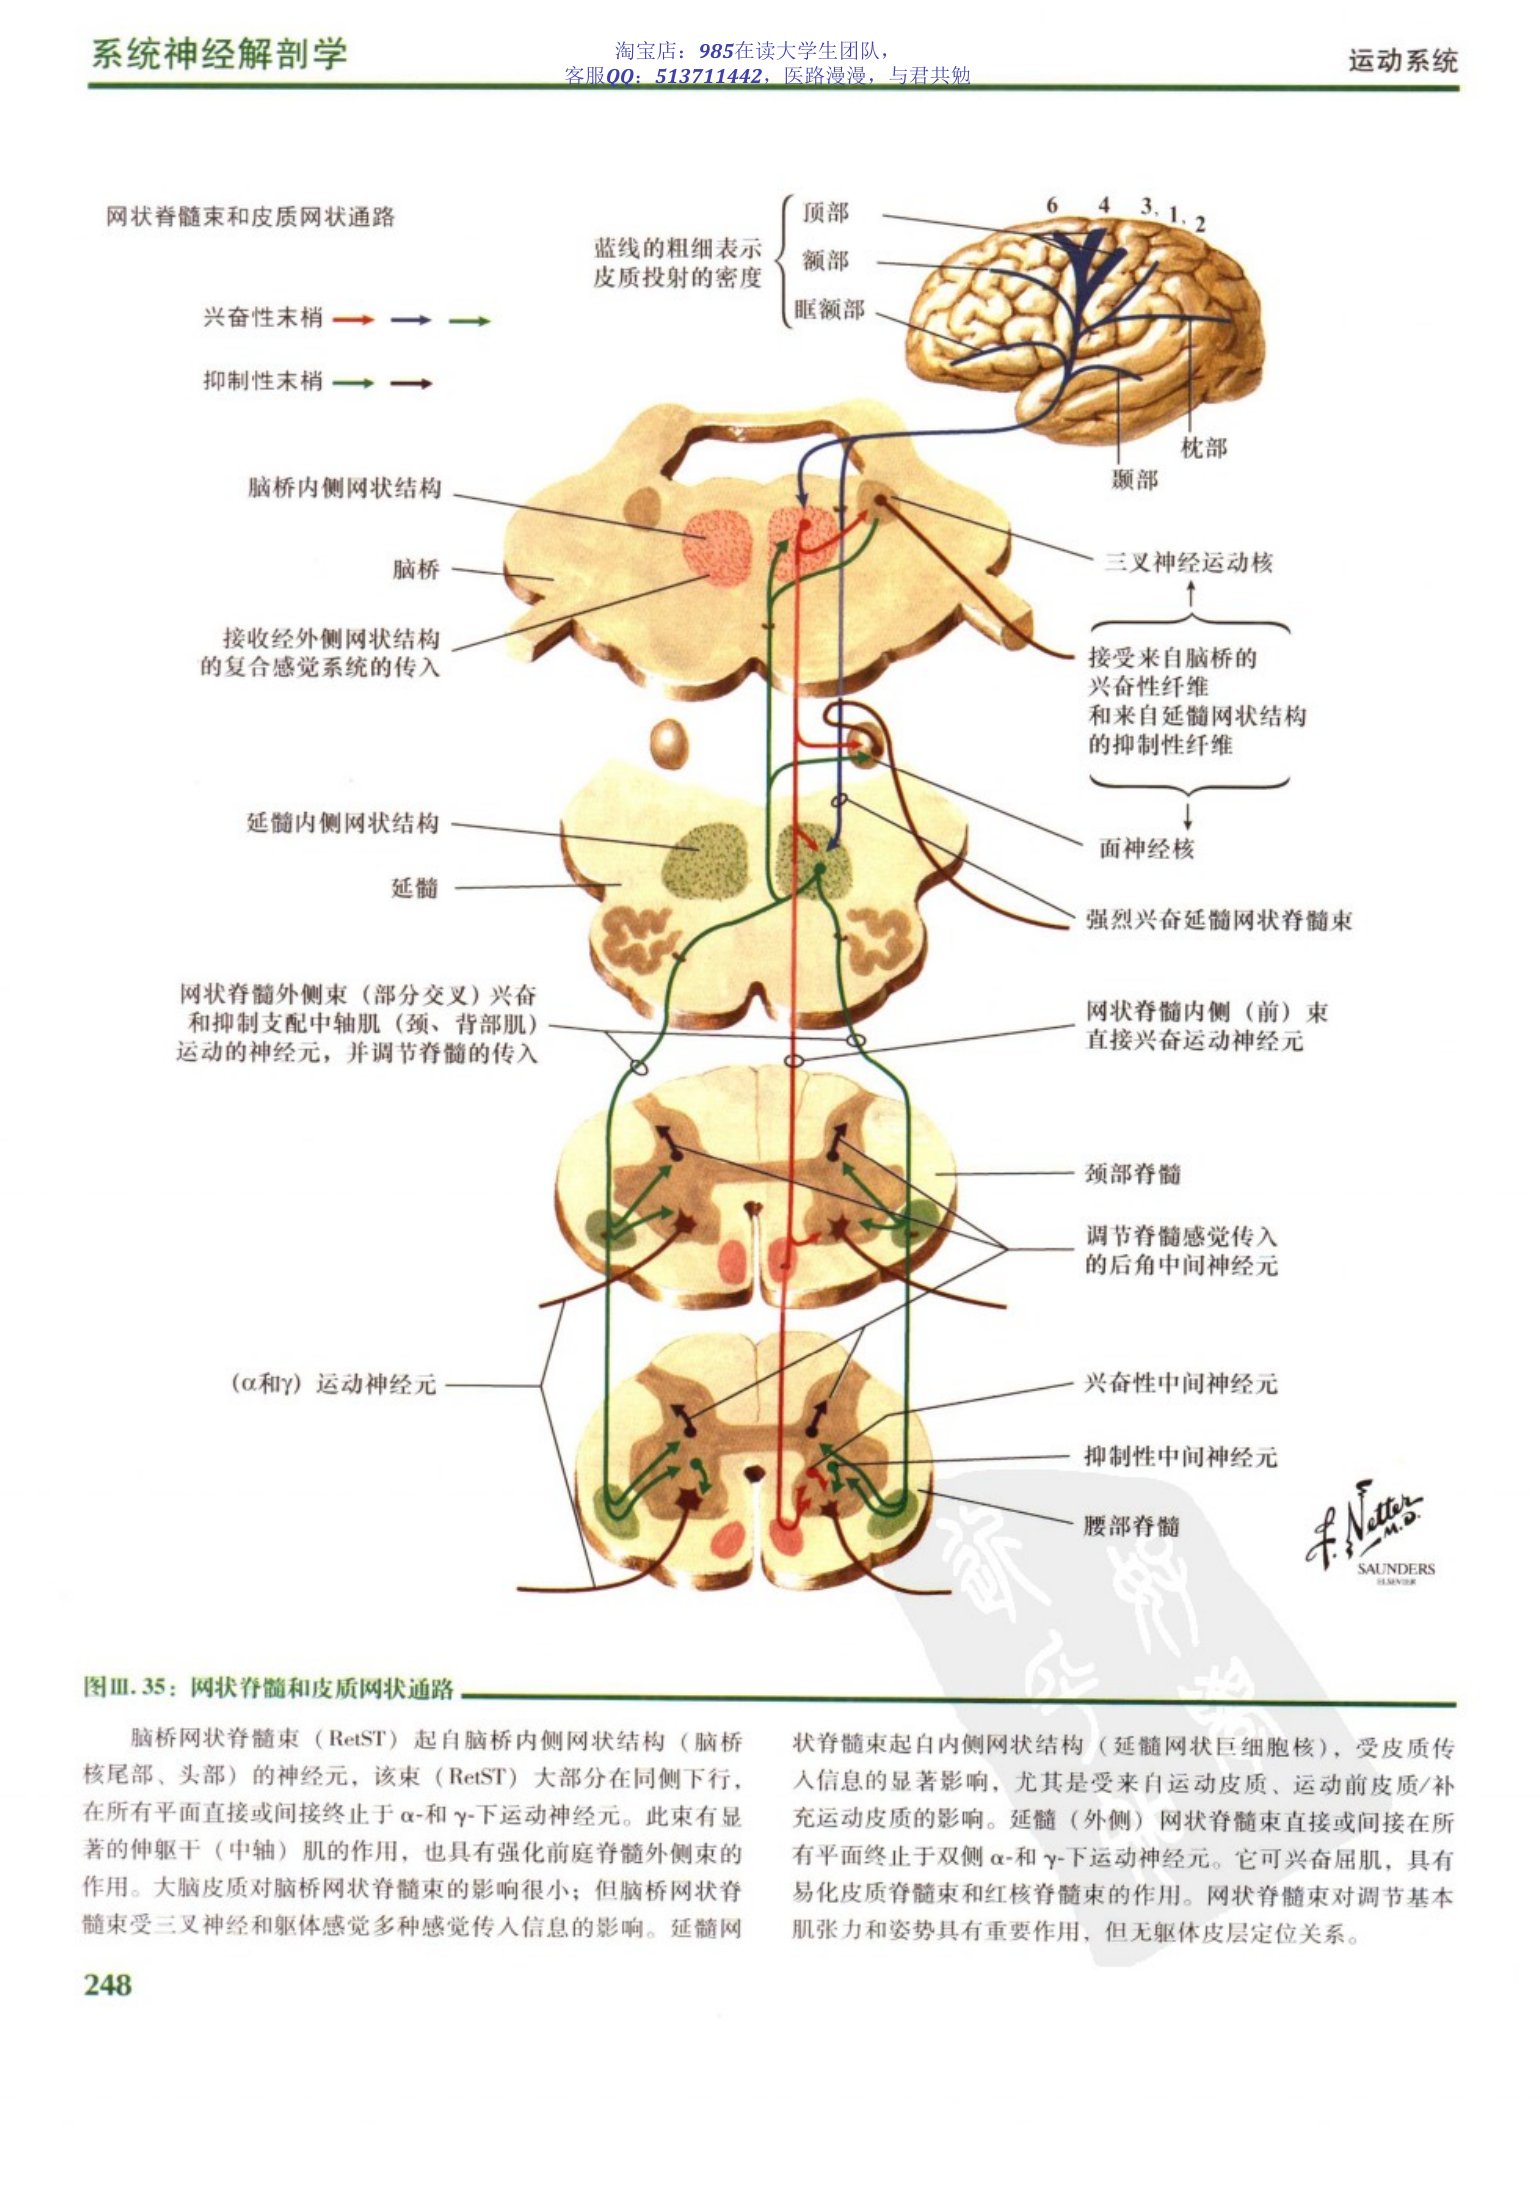 系统神经解剖学
淘宝店：985在读大学生团队，
客服QQ：513711442，医路漫漫，与君共勉
运动系统
网状脊髓束和皮质网状通路
兴奋性末梢
抑制性末梢
蓝线的粗细表示
皮质投射的密度
顶部
额部
眶额部
6
4
3,
1,
2
枕部
颞部
脑桥内侧网状结构
脑桥
接收经外侧网状结构
的复合感觉系统的传入
三叉神经运动核
接受来自脑桥的
兴奋性纤维
和来自延髓网状结构
的抑制性纤维
面神经核
延髓内侧网状结构
延髓
强烈兴奋延髓网状脊髓束
网状脊髓外侧束（部分交叉）兴奋
和抑制支配中轴肌（颈、背部肌）
运动的神经元，并调节脊髓的传入
网状脊髓内侧（前）束
直接兴奋运动神经元
颈部脊髓
调节脊髓感觉传入
的后角中间神经元
（α和γ）运动神经元
兴奋性中间神经元
抑制性中间神经元
腰部脊髓
F. Netter
M.D.
SAUNDERS
ELSEVIER
图Ⅲ. 35：网状脊髓和皮质网状通路
脑桥网状脊髓束（RetST）起自脑桥内侧网状结构（脑桥
核尾部、头部）的神经元，该束（RetST）大部分在同侧下行，
在所有平面直接或间接终止于 α-和 γ-下运动神经元。此束有显
著的伸躯干（中轴）肌的作用，也具有强化前庭脊髓外侧束的
作用。大脑皮质对脑桥网状脊髓束的影响很小；但脑桥网状脊
髓束受三叉神经和躯体感觉多种感觉传入信息的影响。延髓网
状脊髓束起自内侧网状结构（延髓网状巨细胞核），受皮质传
入信息的显著影响，尤其是受来自运动皮质、运动前皮质/补
充运动皮质的影响。延髓（外侧）网状脊髓束直接或间接在所
有平面终止于双侧 α-和 γ-下运动神经元。它可兴奋屈肌，具有
易化皮质脊髓束和红核脊髓束的作用。网状脊髓束对调节基本
肌张力和姿势具有重要作用，但无躯体皮层定位关系。
248